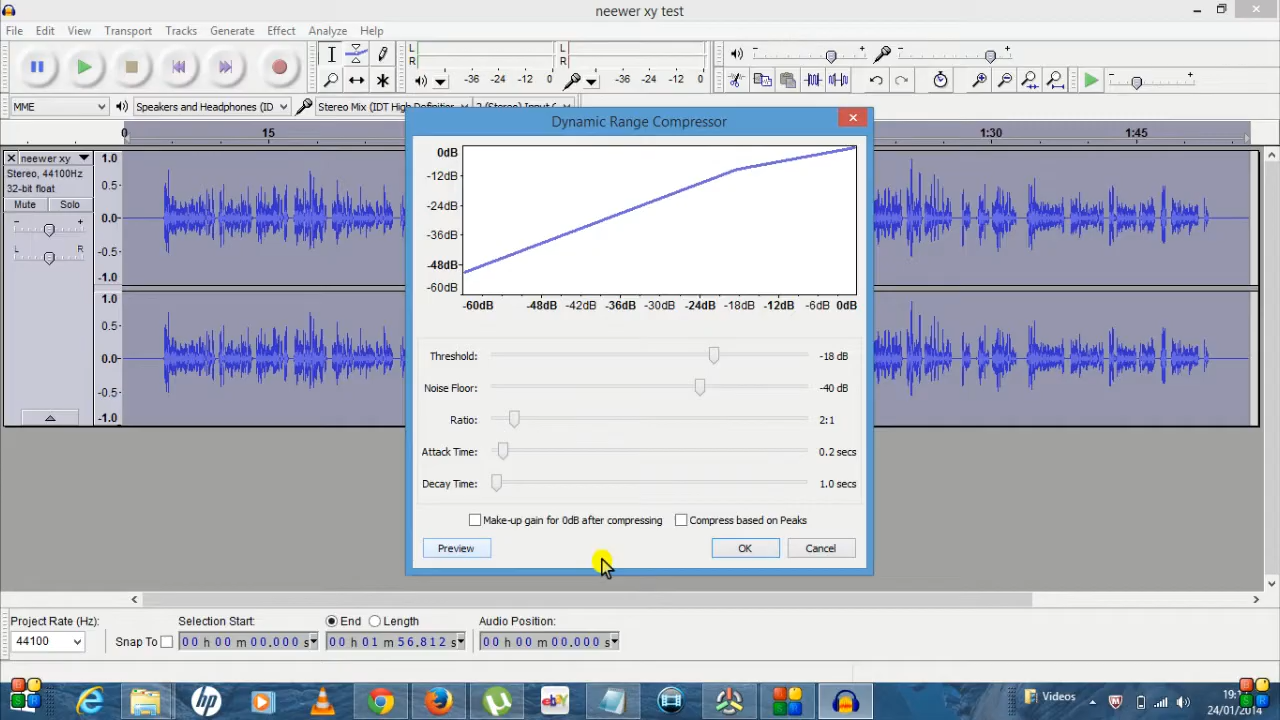 neewer xy test
File Edit View Transport Tracks Generate Effect Analyze Help
L
R
-36 -24 -12 0
L
R
-36 -24 -12 0
MME
Speakers and Headphones (ID
Stereo Mix (IDT High Definition
2 (Stereo) Input C
0 15 1:30 1:45
neewer xy
Stereo, 44100Hz
32-bit float
Mute Solo
- +
L R
1.0
0.5
0.0
-0.5
-1.0
1.0
0.5
0.0
-0.5
-1.0
Dynamic Range Compressor
0dB
-12dB
-24dB
-36dB
-48dB
-60dB
-60dB -48dB -42dB -36dB -30dB -24dB -18dB -12dB -6dB 0dB
Threshold: -18 dB
Noise Floor: -40 dB
Ratio: 2:1
Attack Time: 0.2 secs
Decay Time: 1.0 secs
Make-up gain for 0dB after compressing Compress based on Peaks
Preview OK Cancel
Project Rate (Hz): Selection Start: End Length Audio Position:
44100 Snap To 00 h 00 m 00.000 s 00 h 01 m 56.812 s 00 h 00 m 00.000 s
hp
ebY
Videos
24/01/2014